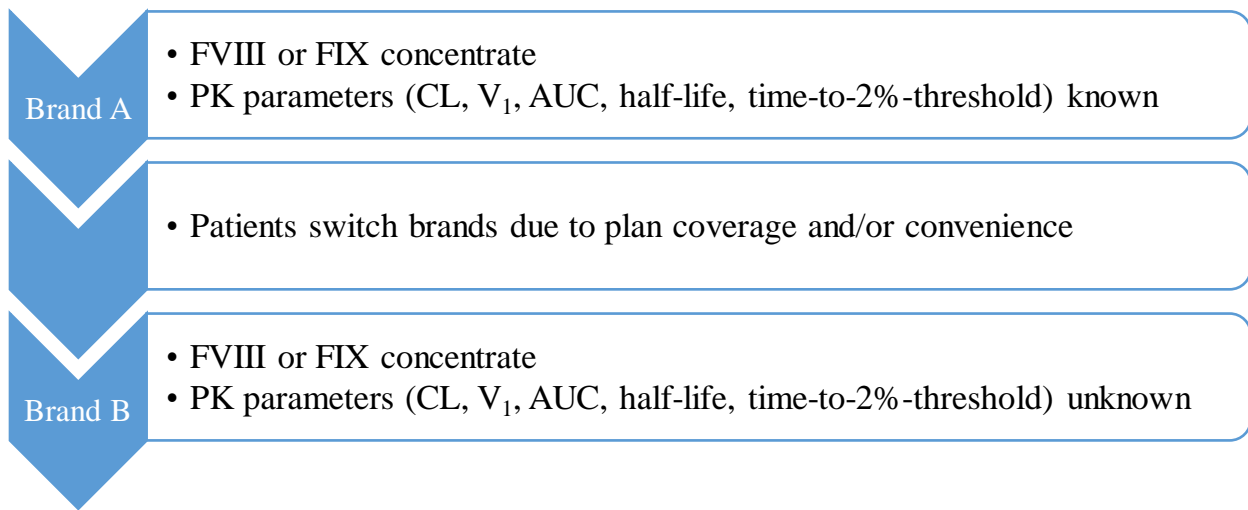 Brand A
• FVIII or FIX concentrate
• PK parameters (CL, V₁, AUC, half-life, time-to-2%-threshold) known
• Patients switch brands due to plan coverage and/or convenience
Brand B
• FVIII or FIX concentrate
• PK parameters (CL, V₁, AUC, half-life, time-to-2%-threshold) unknown